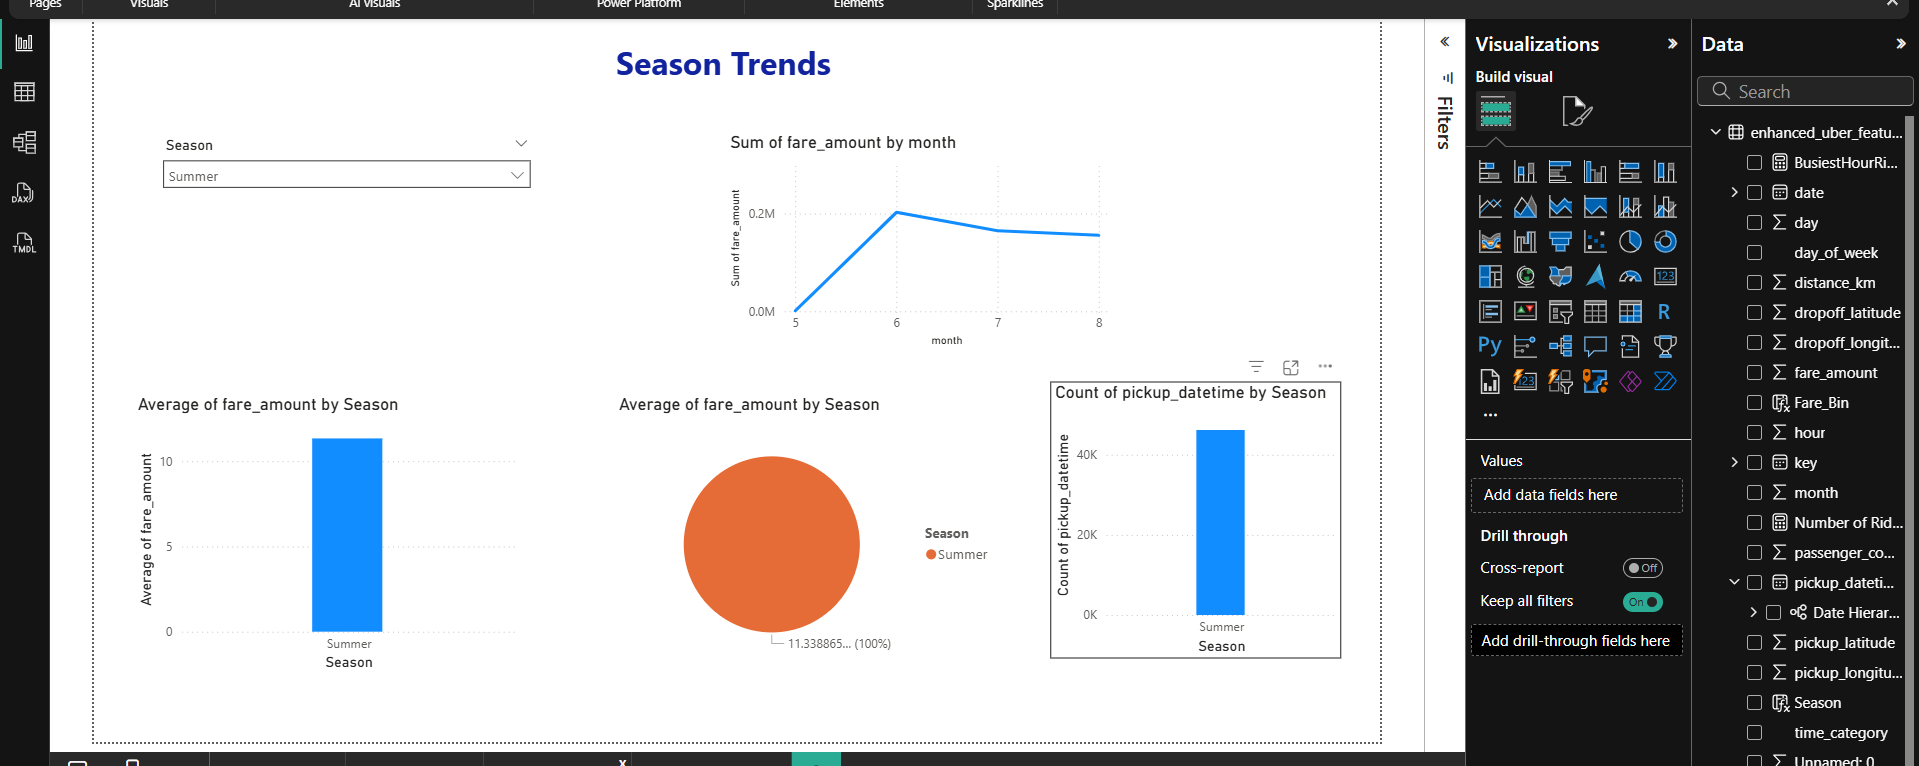 Pages
Visuals
AI visuals
Power Platform
Elements
Sparklines
Season Trends
Season
Summer
Sum of fare_amount by month
Sum of fare_amount
0.2M
0.0M
5
6
7
8
month
Average of fare_amount by Season
Average of fare_amount
10
5
0
Summer
Season
Average of fare_amount by Season
11.338865... (100%)
Season
Summer
Count of pickup_datetime by Season
Count of pickup_datetime
40K
20K
0K
Summer
Season
DAX
TMDL
Filters
Visualizations
Build visual
123
R
Py
123
...
Values
Add data fields here
Drill through
Cross-report
Off
Keep all filters
On
Add drill-through fields here
Data
Search
enhanced_uber_featu...
BusiestHourRi...
date
day
day_of_week
distance_km
dropoff_latitude
dropoff_longit...
fare_amount
Fare_Bin
hour
key
month
Number of Rid...
passenger_co...
pickup_dateti...
Date Hierar...
pickup_latitude
pickup_longitu...
Season
time_category
Unnamed: 0